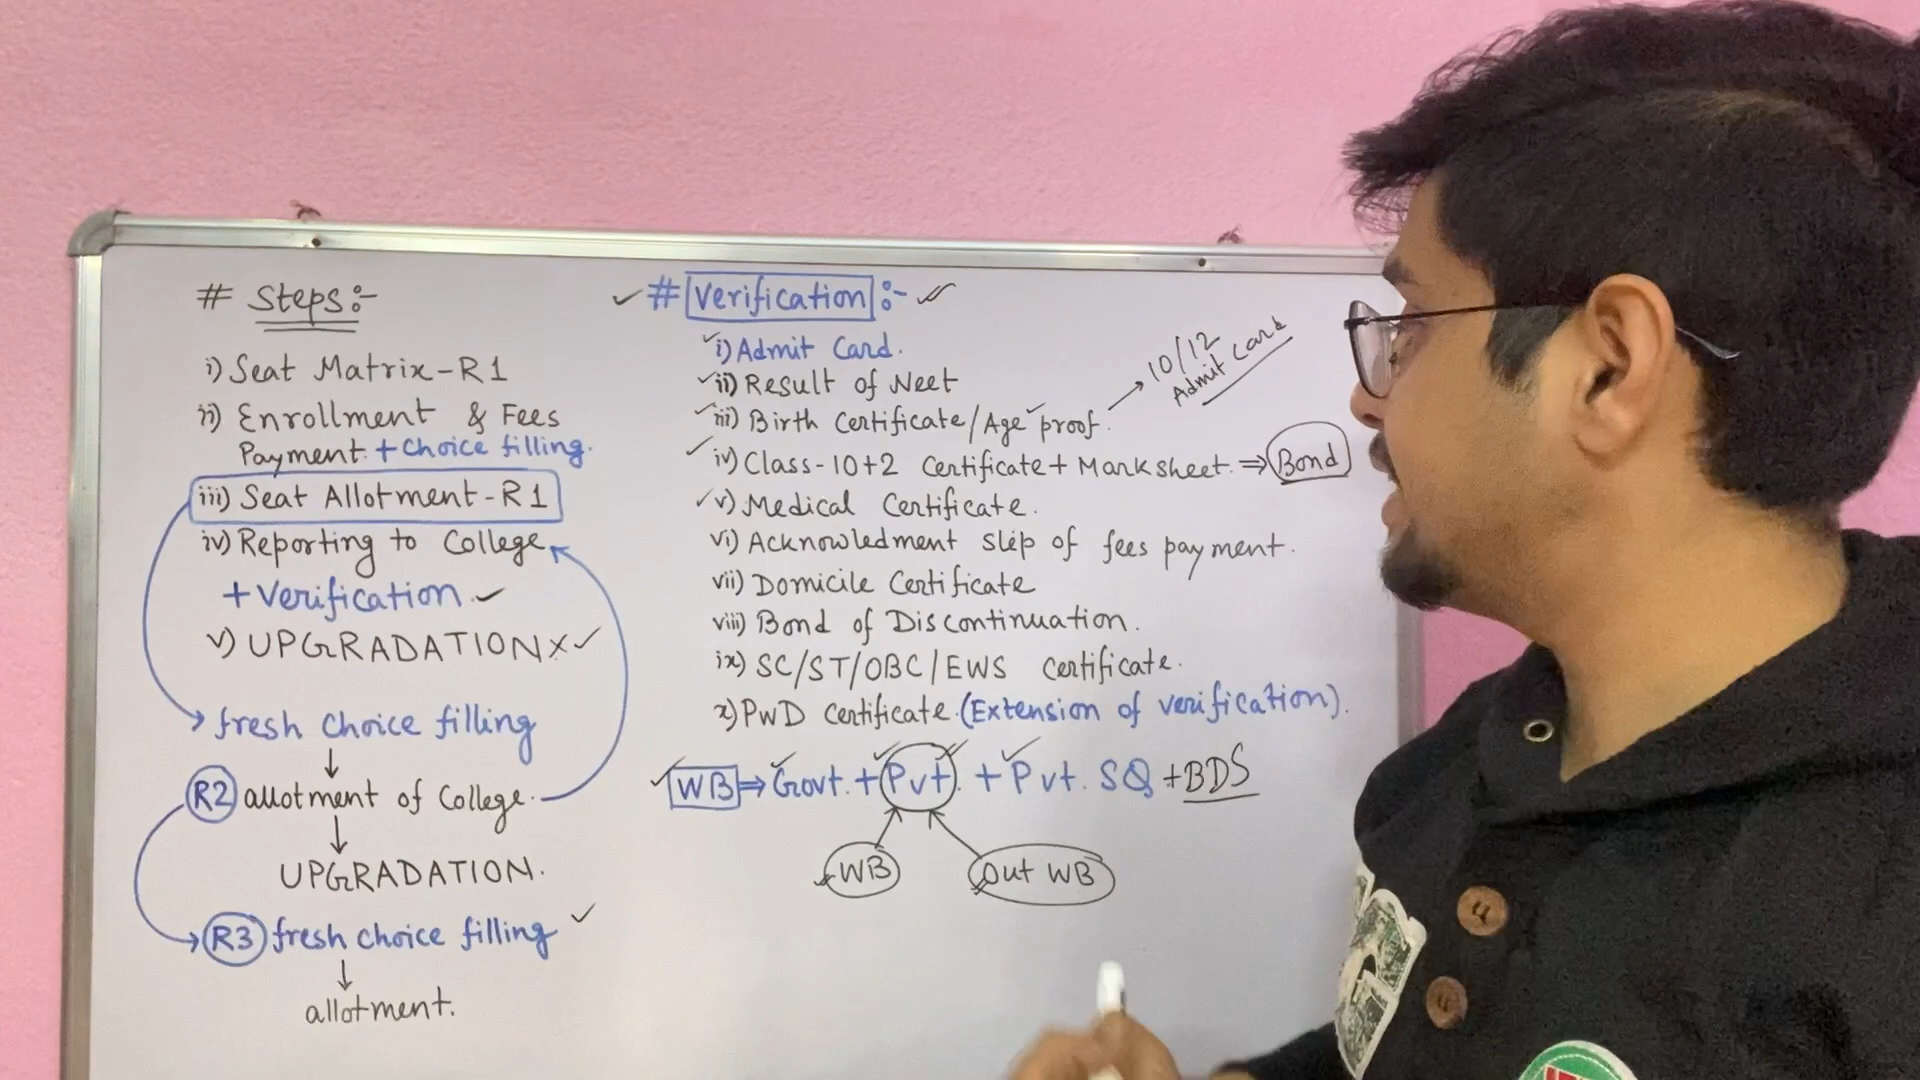 # Steps:-
i) Seat Matrix-R1
ii) Enrollment & Fees
Payment + Choice filling.
iii) Seat Allotment-R1
iv) Reporting to College
+ Verification
v) UPGRADATION
fresh choice filling
R2 allotment of College.
UPGRADATION.
R3 fresh choice filling
allotment.
# Verification:-
i) Admit Card.
ii) Result of Neet
iii) Birth Certificate/Age proof.
10/12
Admit Card
iv) Class-10+2 Certificate + Marksheet. ⇒ Bond
v) Medical Certificate.
vi) Acknowledment slip of fees payment.
vii) Domicile Certificate
viii) Bond of Discontinuation.
ix) SC/ST/OBC/EWS Certificate.
x) PWD Certificate. (Extension of verification).
WB ⇒ Govt. + Pvt. + Pvt. SQ + BDS
WB
Out WB